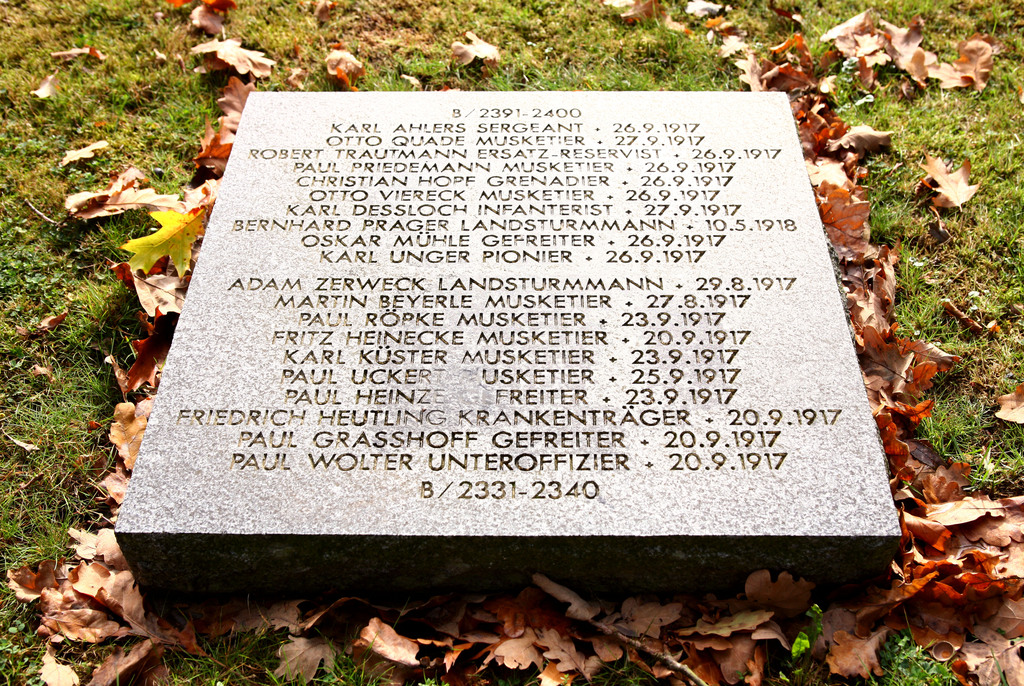 B/2391-2400
KARL AHLERS SERGEANT + 26.9.1917
OTTO QUADE MUSKETIER + 27.9.1917
ROBERT TRAUTMANN ERSATZ-RESERVIST + 26.9.1917
PAUL PRIEDEMANN MUSKETIER + 26.9.1917
CHRISTIAN HOPF GRENADIER + 26.9.1917
OTTO VIERECK MUSKETIER + 26.9.1917
KARL DESSLOCH INFANTERIST + 27.9.1917
BERNHARD PRAGER LANDSTURMMANN + 10.5.1918
OSKAR MÜHLE GEFREITER + 26.9.1917
KARL UNGER PIONIER + 26.9.1917
ADAM ZERWECK LANDSTURMMANN + 29.8.1917
MARTIN BEYERLE MUSKETIER + 27.8.1917
PAUL RÖPKE MUSKETIER + 23.9.1917
FRITZ HEINECKE MUSKETIER + 20.9.1917
KARL KÜSTER MUSKETIER + 23.9.1917
PAUL UCKERT MUSKETIER + 25.9.1917
PAUL HEINZE GEFREITER + 23.9.1917
FRIEDRICH HEUTLING KRANKENTRÄGER + 20.9.1917
PAUL GRASSHOFF GEFREITER + 20.9.1917
PAUL WOLTER UNTEROFFIZIER + 20.9.1917
B/2331-2340